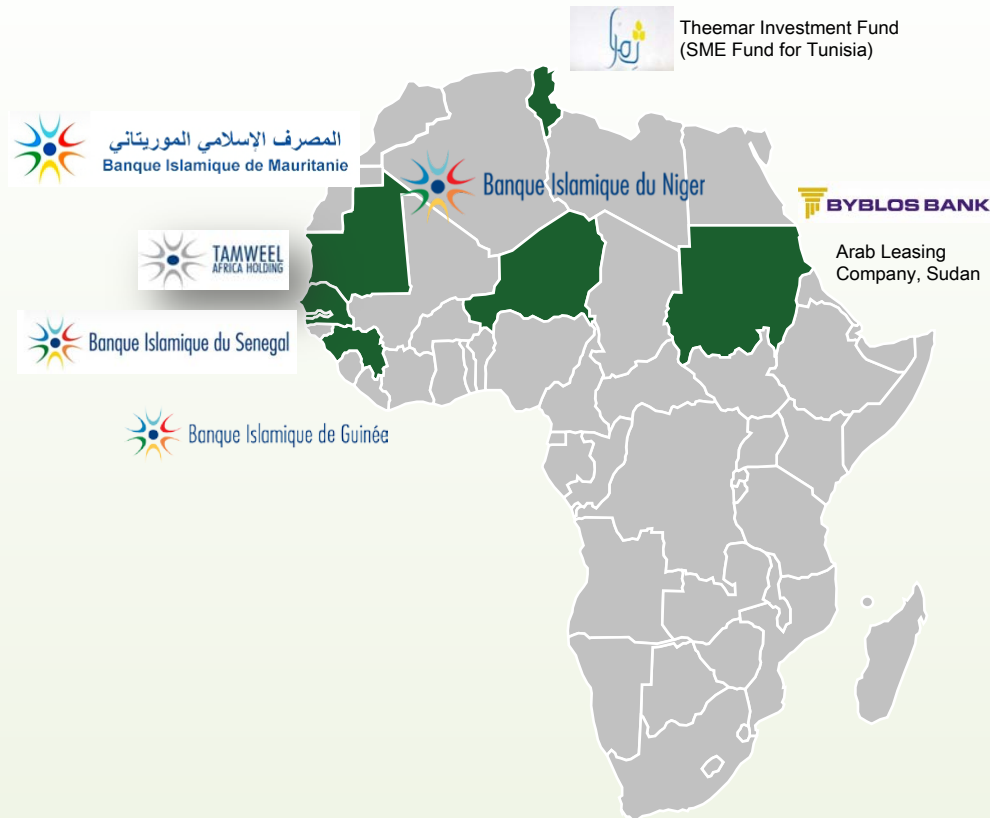 Theemar Investment Fund
(SME Fund for Tunisia)
المصرف الإسلامي الموريتاني
Banque Islamique de Mauritanie
Banque Islamique du Niger
BYBLOS BANK
TAMWEEL
AFRICA HOLDING
Arab Leasing
Company, Sudan
Banque Islamique du Senegal
Banque Islamique de Guinée